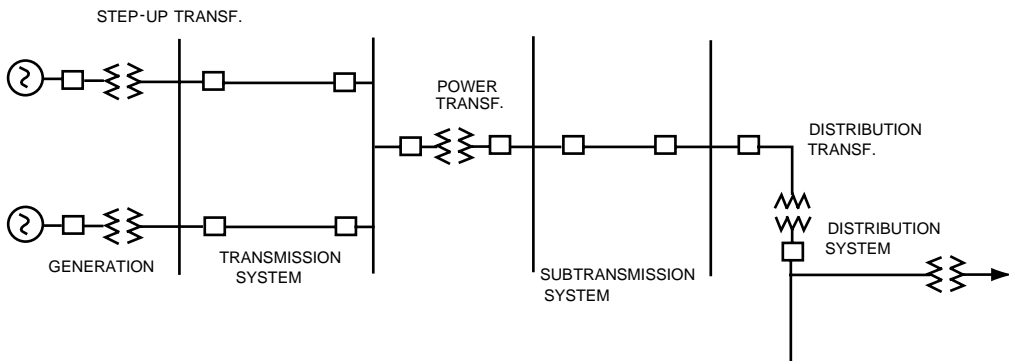 STEP-UP TRANSF.
POWER
TRANSF.
DISTRIBUTION
TRANSF.
GENERATION
TRANSMISSION
SYSTEM
SUBTRANSMISSION
SYSTEM
DISTRIBUTION
SYSTEM